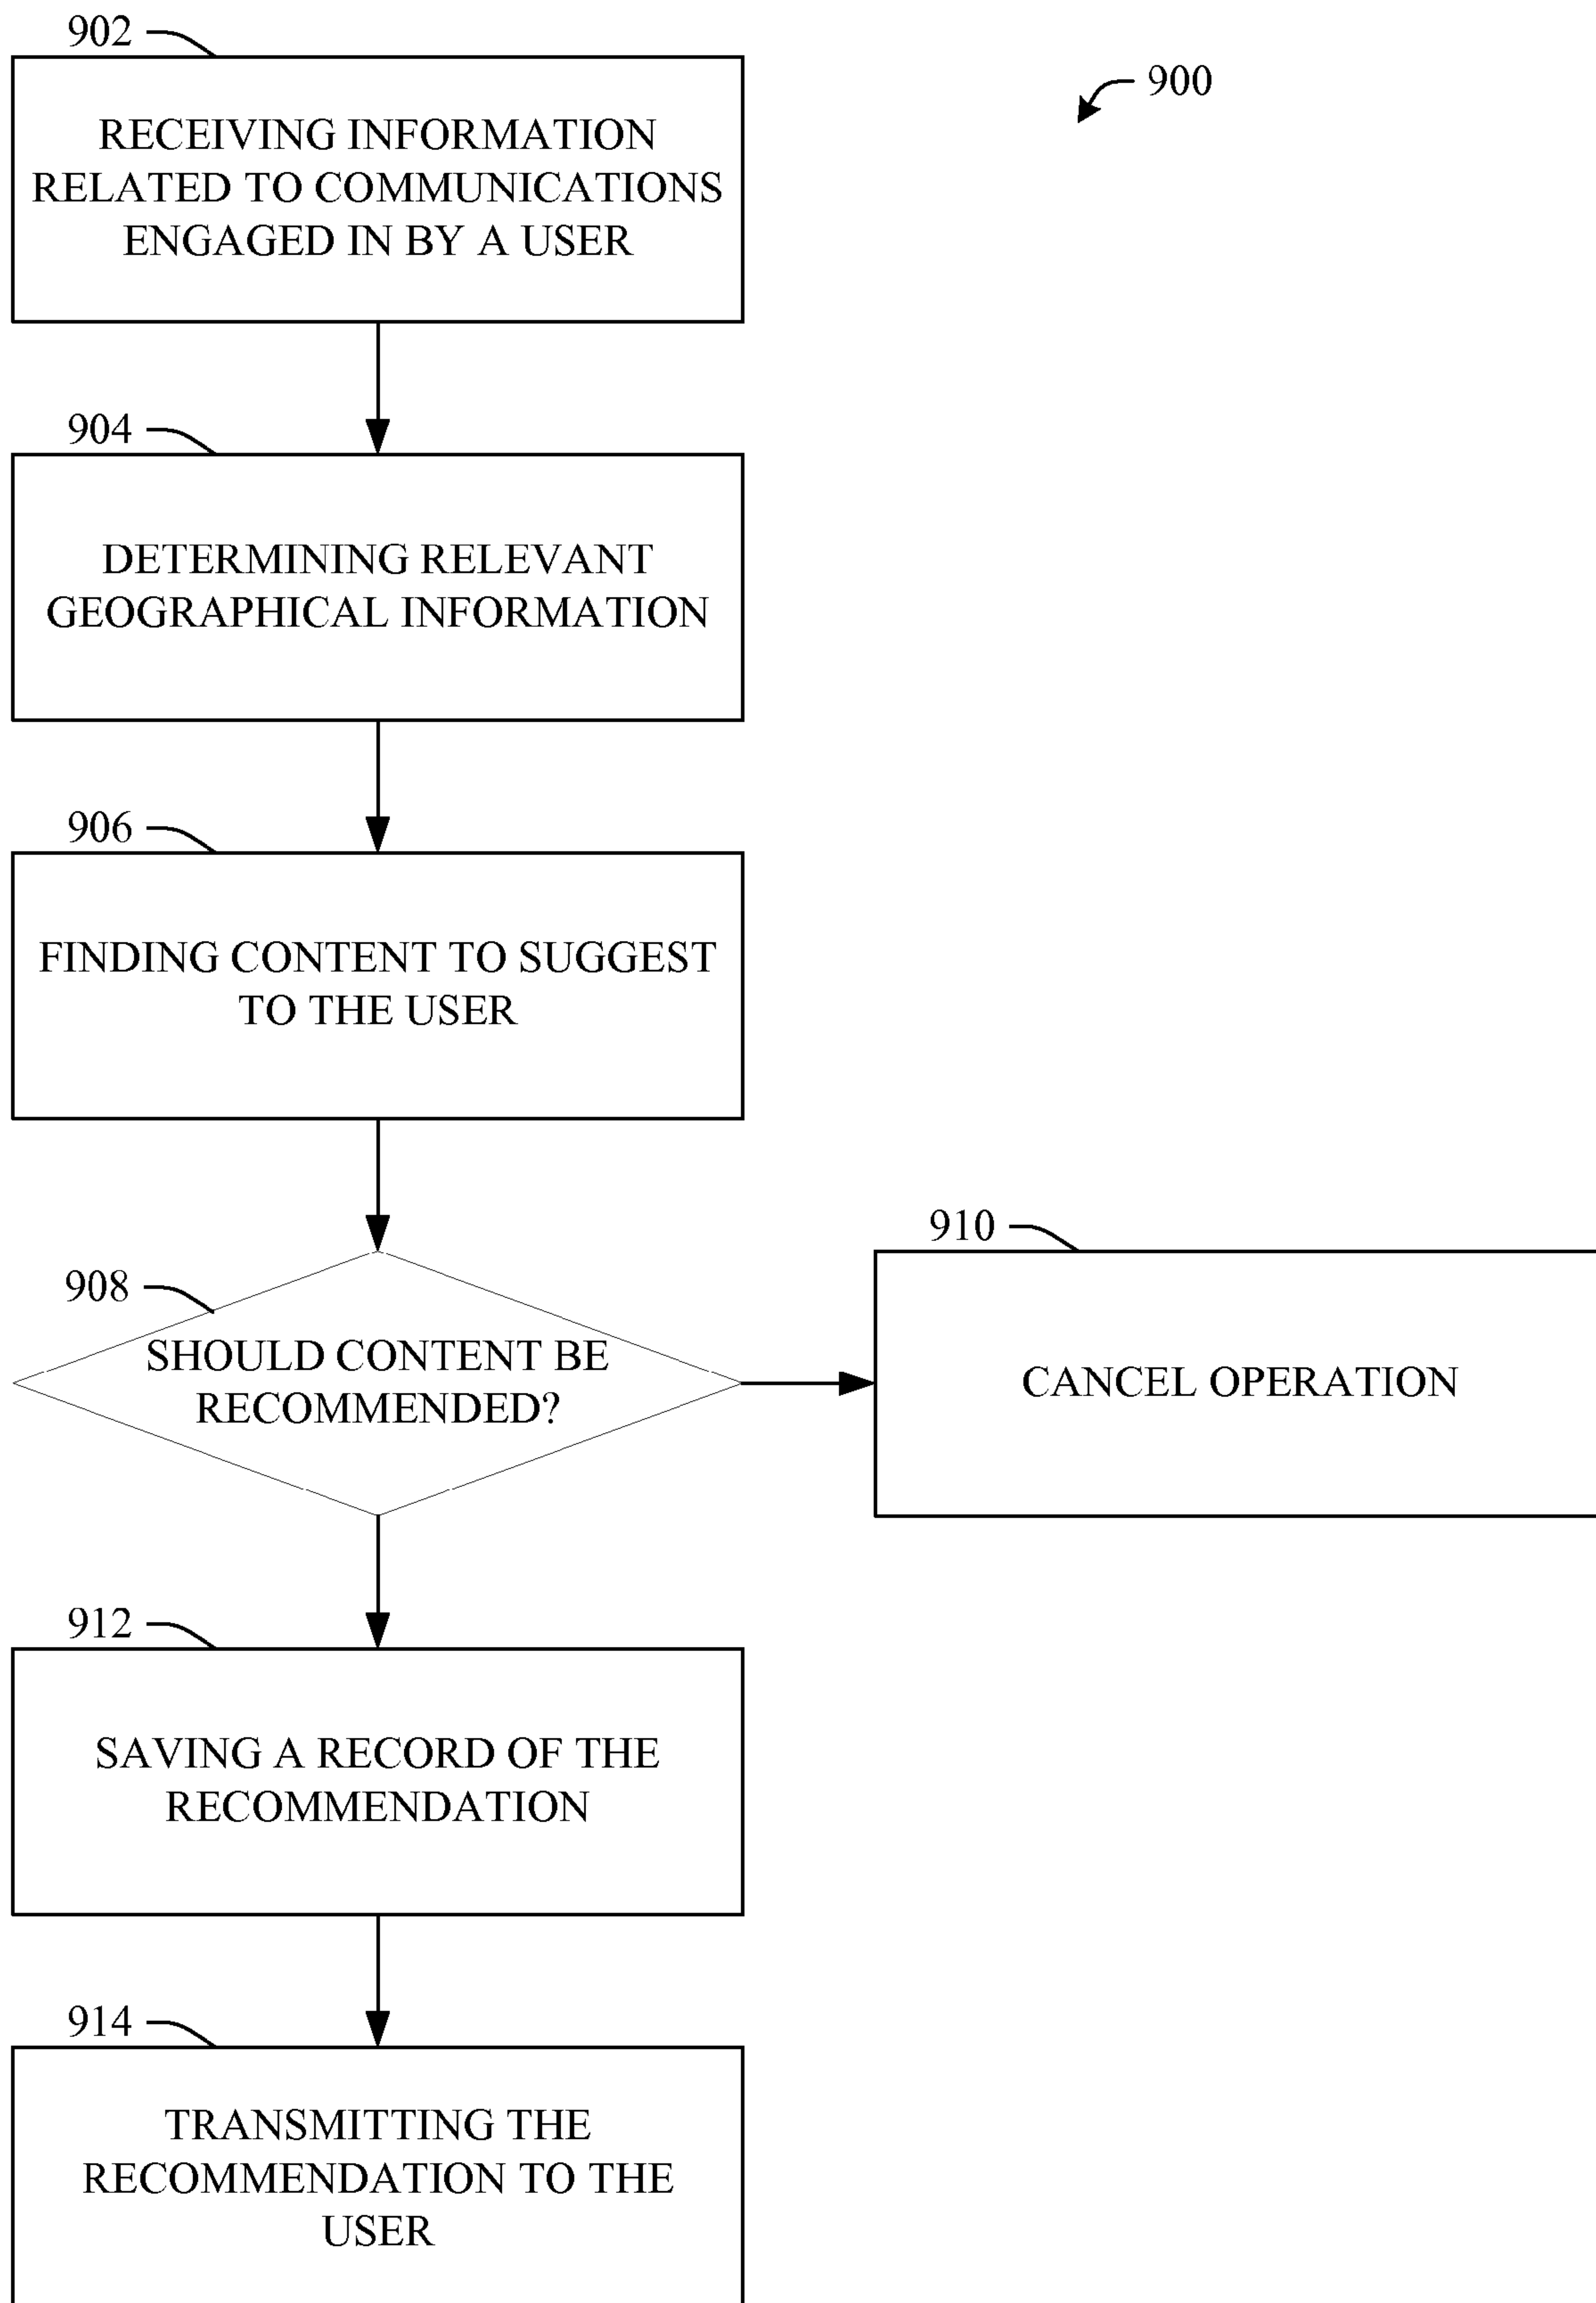 902
900
RECEIVING INFORMATION
RELATED TO COMMUNICATIONS
ENGAGED IN BY A USER
904
DETERMINING RELEVANT
GEOGRAPHICAL INFORMATION
906
FINDING CONTENT TO SUGGEST
TO THE USER
908
SHOULD CONTENT BE
RECOMMENDED?
910
CANCEL OPERATION
912
SAVING A RECORD OF THE
RECOMMENDATION
914
TRANSMITTING THE
RECOMMENDATION TO THE
USER